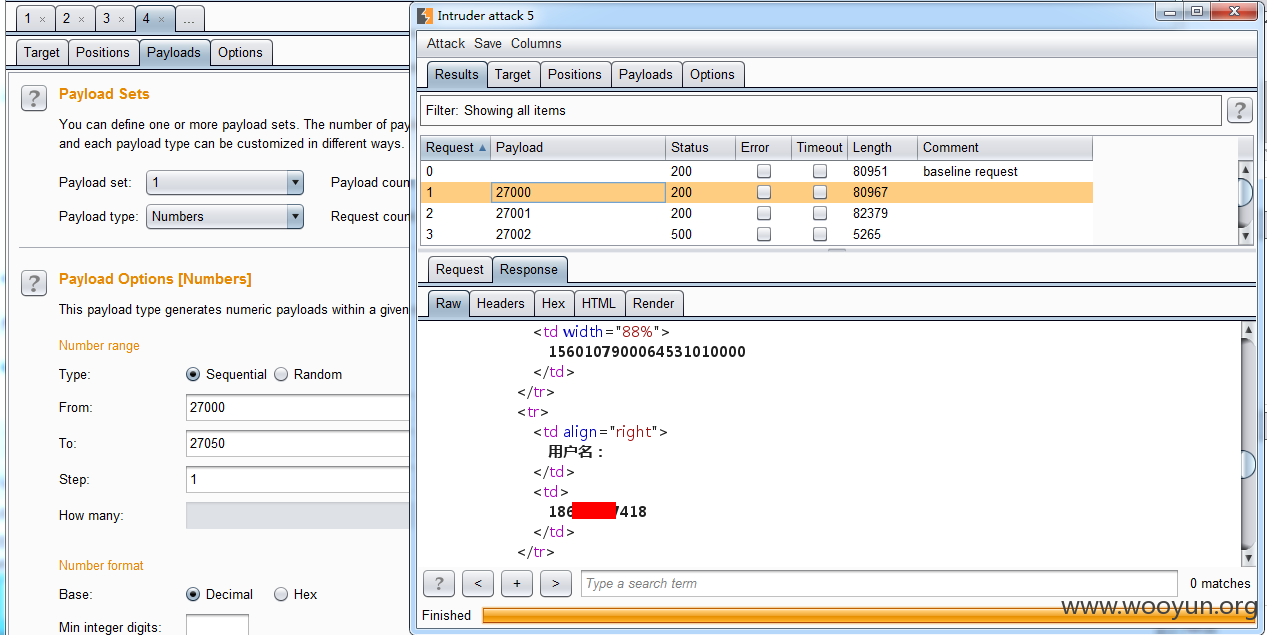 1 × 2 × 3 × 4 × ...
Target Positions Payloads Options
? Payload Sets
You can define one or more payload sets. The number of pay
and each payload type can be customized in different ways.
Payload set: 1 Payload coun
Payload type: Numbers Request coun
? Payload Options [Numbers]
This payload type generates numeric payloads within a given
Number range
Type: Sequential Random
From: 27000
To: 27050
Step: 1
How many:
Number format
Base: Decimal Hex
Min integer digits:
Intruder attack 5
Attack Save Columns
Results Target Positions Payloads Options
Filter: Showing all items ?
Request Payload Status Error Timeout Length Comment
0 200 80951 baseline request
1 27000 200 80967
2 27001 200 82379
3 27002 500 5265
Request Response
Raw Headers Hex HTML Render
<td width="88%">
1560107900064531010000
</td>
</tr>
<tr>
<td align="right">
用户名：
</td>
<td>
186 7418
</td>
</tr>
? < + > Type a search term 0 matches
Finished
www.wooyun.org